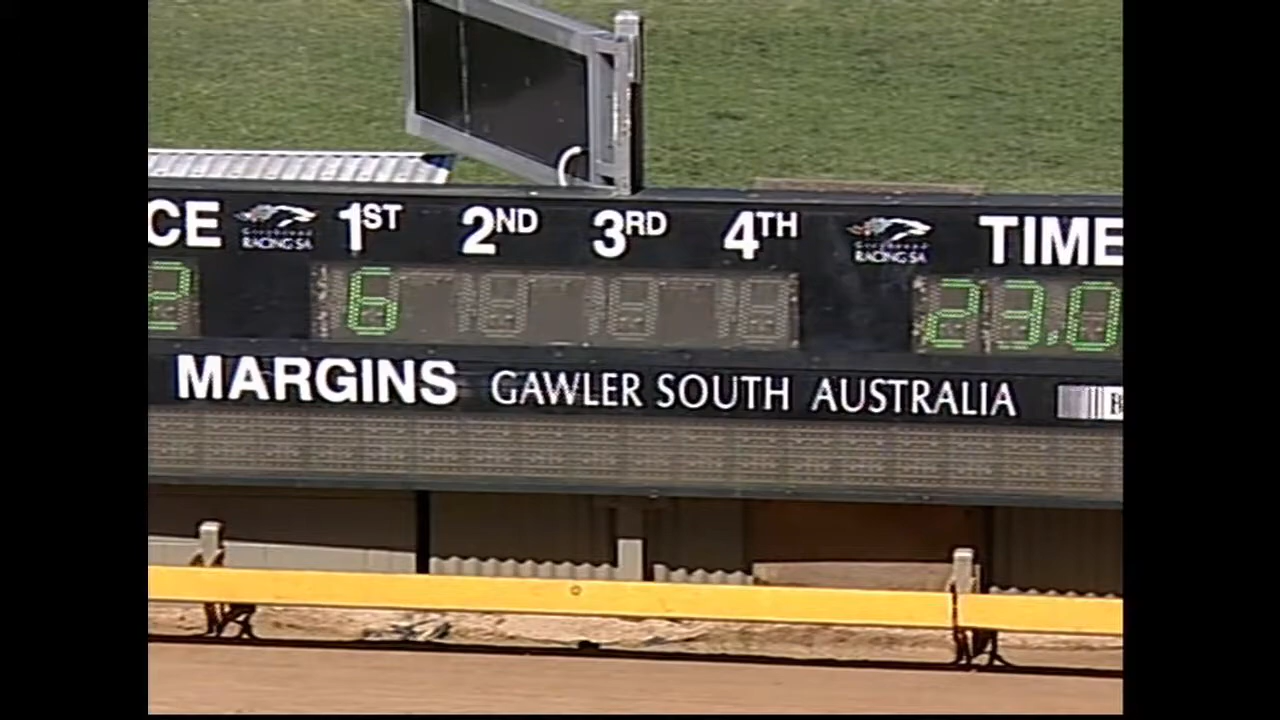 CE RACING SA 1ST 2ND 3RD 4TH RACING SA TIME
2 6 23.0
MARGINS GAWLER SOUTH AUSTRALIA